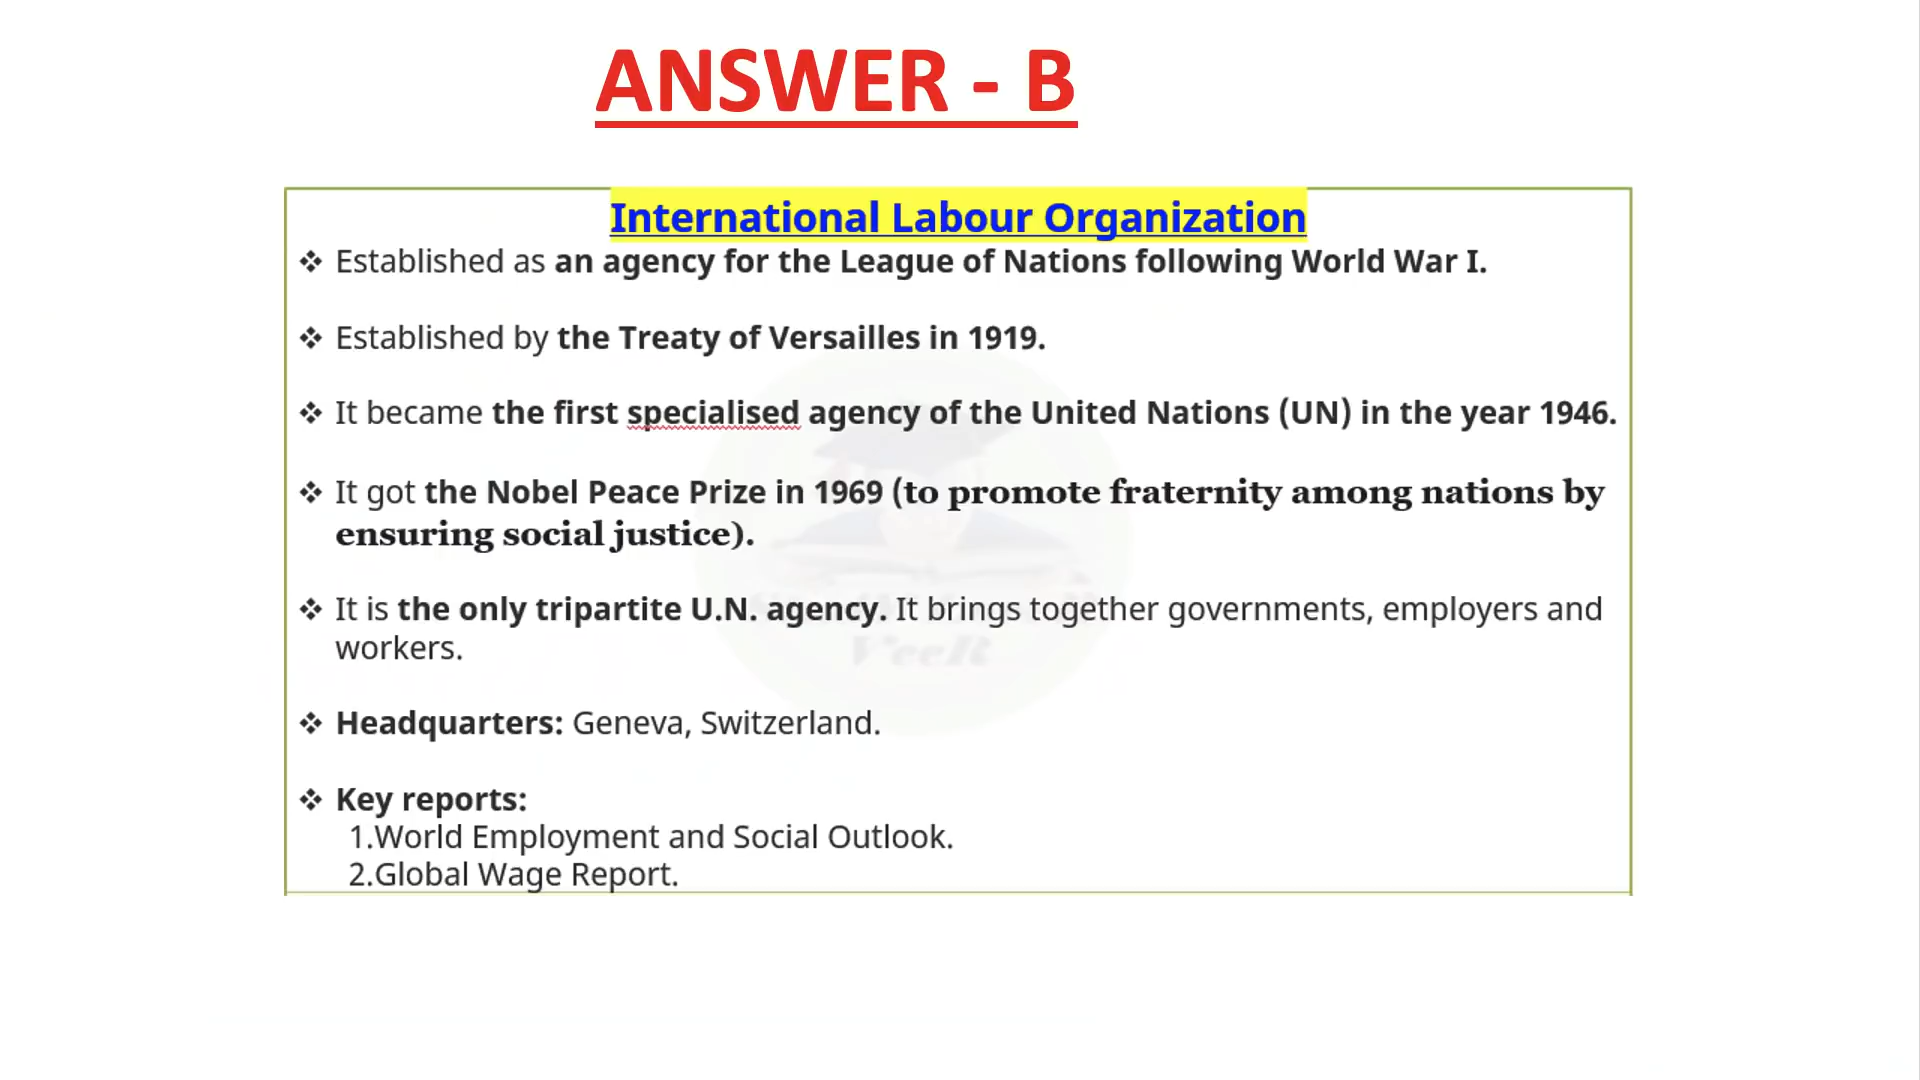 ANSWER - B
International Labour Organization
❖ Established as an agency for the League of Nations following World War I.
❖ Established by the Treaty of Versailles in 1919.
❖ It became the first specialised agency of the United Nations (UN) in the year 1946.
❖ It got the Nobel Peace Prize in 1969 (to promote fraternity among nations by
ensuring social justice).
❖ It is the only tripartite U.N. agency. It brings together governments, employers and
workers.
VeeR
❖ Headquarters: Geneva, Switzerland.
❖ Key reports:
1.World Employment and Social Outlook.
2.Global Wage Report.